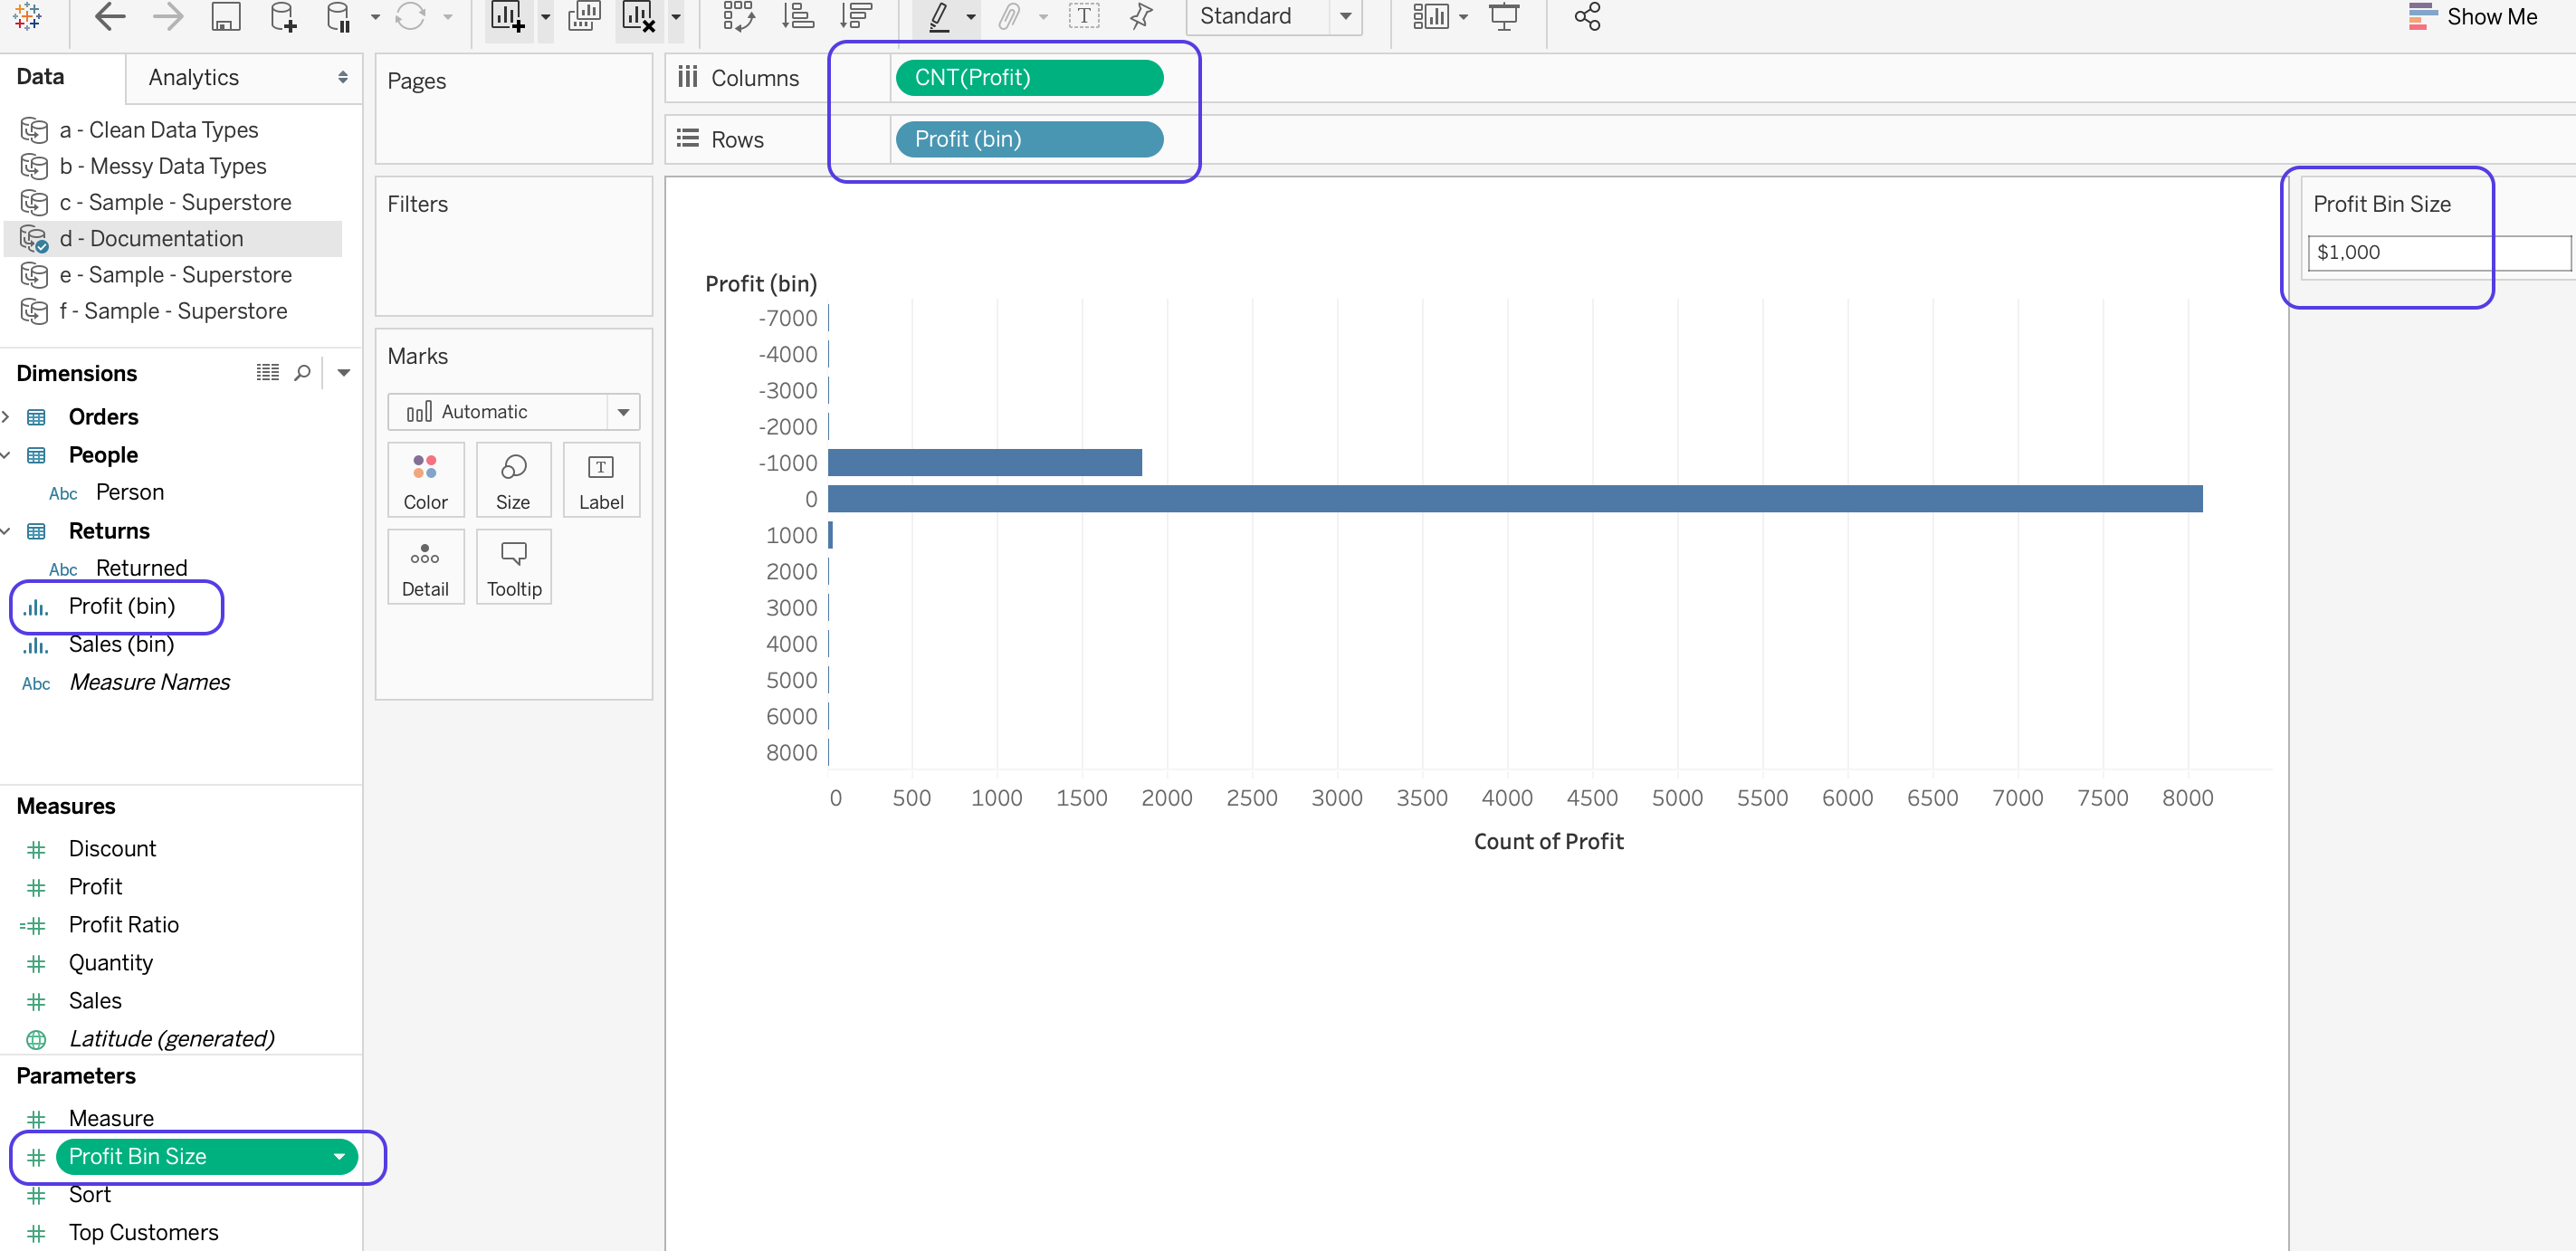 Standard
Show Me
Data
Analytics
a - Clean Data Types
b - Messy Data Types
c - Sample - Superstore
d - Documentation
e - Sample - Superstore
f - Sample - Superstore
Dimensions
Orders
People
Abc Person
Returns
Abc Returned
Profit (bin)
Sales (bin)
Abc Measure Names
Measures
Discount
Profit
Profit Ratio
Quantity
Sales
Latitude (generated)
Parameters
Measure
Profit Bin Size
Sort
Top Customers
Pages
Filters
Marks
Automatic
Color Size T Label
Detail Tooltip
Columns CNT(Profit)
Rows Profit (bin)
Profit (bin)
-7000
-4000
-3000
-2000
-1000
0
1000
2000
3000
4000
5000
6000
8000
0 500 1000 1500 2000 2500 3000 3500 4000 4500 5000 5500 6000 6500 7000 7500 8000
Count of Profit
Profit Bin Size
$1,000